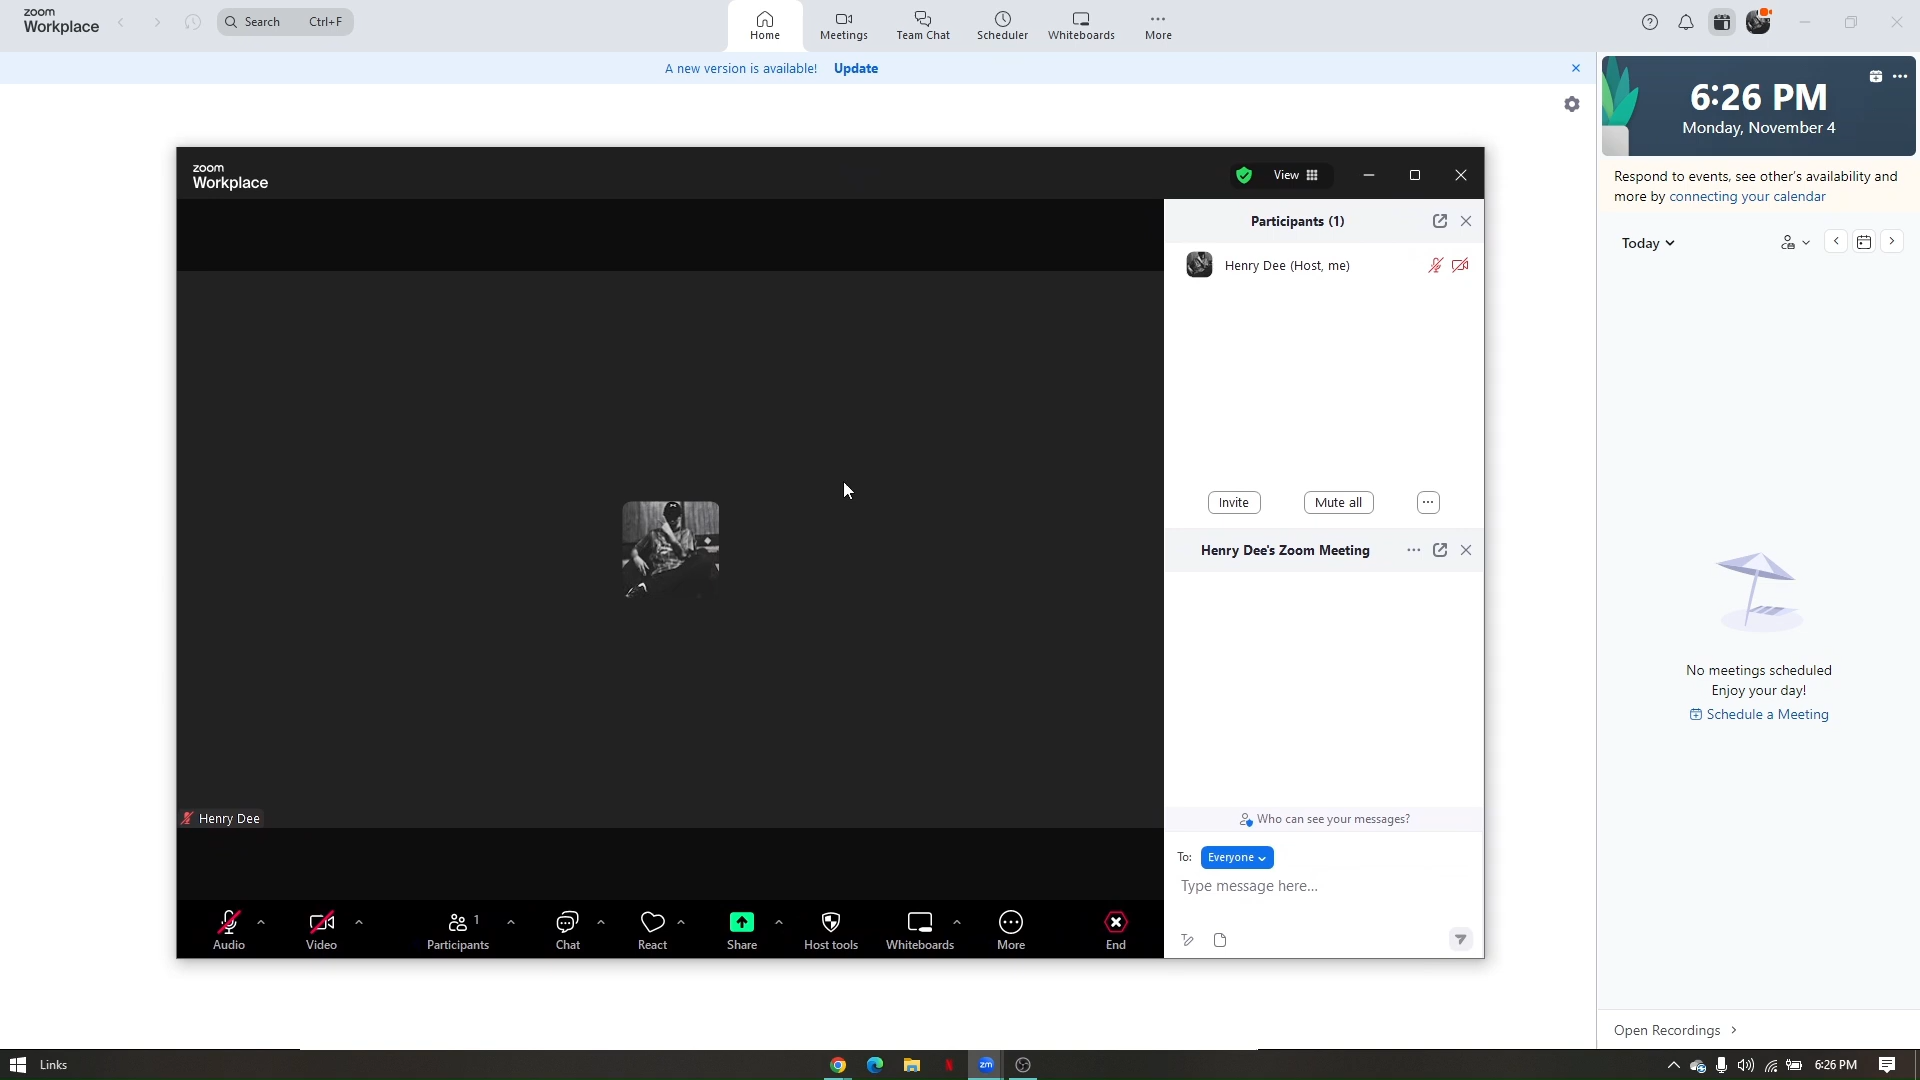 zoom
Workplace
Search Ctrl+F
Home
Meetings
Team Chat
Scheduler
Whiteboards
More
A new version is available! Update
6:26 PM
Monday, November 4
Respond to events, see other's availability and
more by connecting your calendar
Today
No meetings scheduled
Enjoy your day!
Schedule a Meeting
Open Recordings
zoom
Workplace
View
Participants (1)
Henry Dee (Host, me)
Invite
Mute all
Henry Dee's Zoom Meeting
Who can see your messages?
To: Everyone
Type message here...
Henry Dee
Audio
Video
1
Participants
Chat
React
Share
Host tools
Whiteboards
More
End
Links
zm
6:26 PM